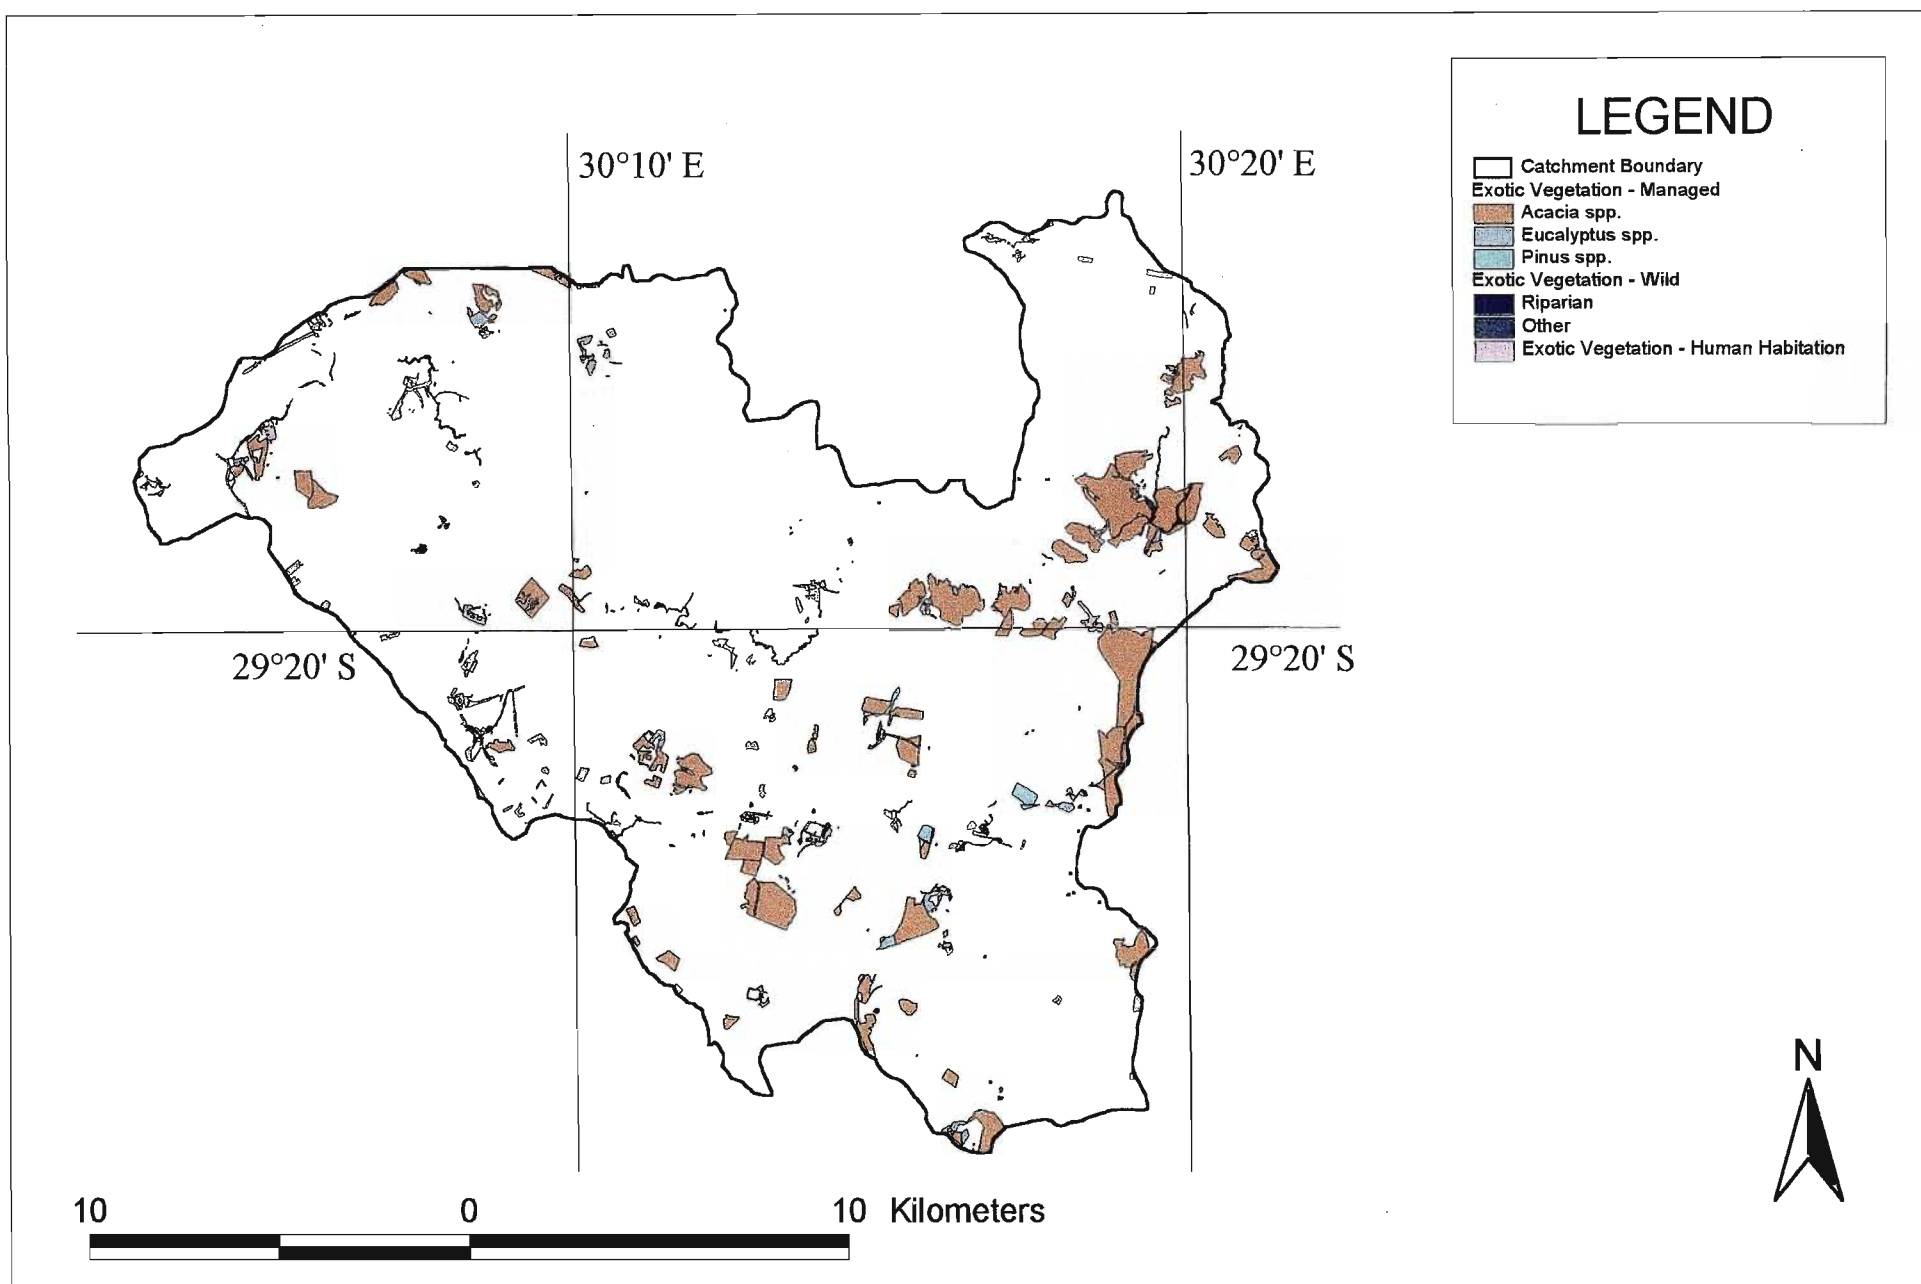 LEGEND
Catchment Boundary
Exotic Vegetation - Managed
Acacia spp.
Eucalyptus spp.
Pinus spp.
Exotic Vegetation - Wild
Riparian
Other
Exotic Vegetation - Human Habitation
30°10' E
30°20' E
29°20' S
29°20' S
N
10 0 10 Kilometers